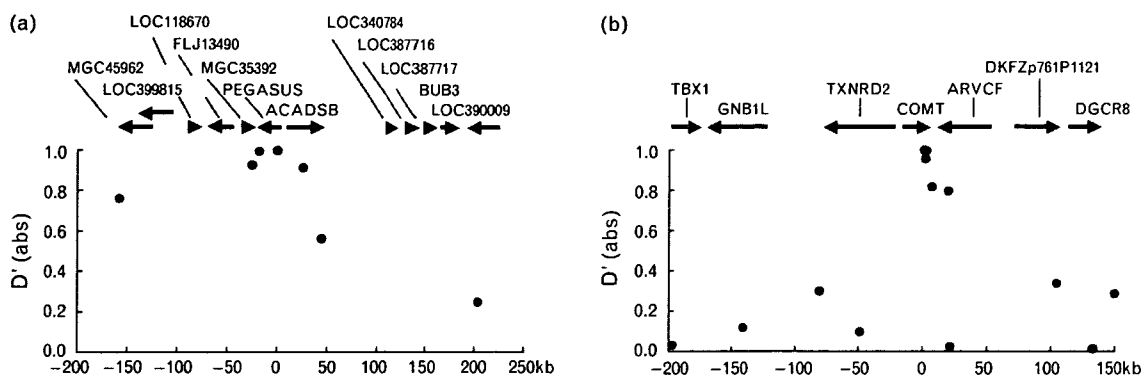 (a)
LOC118670
LOC340784
FLJ13490
LOC387716
MGC45962
MGC35392
LOC387717
LOC399815
PEGASUS
BUB3
ACADSB
LOC390009
D' (abs)
1.0
0.8
0.6
0.4
0.2
0.0
−200 −150 −100 −50 0 50 100 150 200 250kb
(b)
DKFZp761P1121
TBX1
TXNRD2
ARVCF
GNB1L
COMT
DGCR8
D' (abs)
1.0
0.8
0.6
0.4
0.2
0.0
−200 −150 −100 −50 0 50 100 150kb